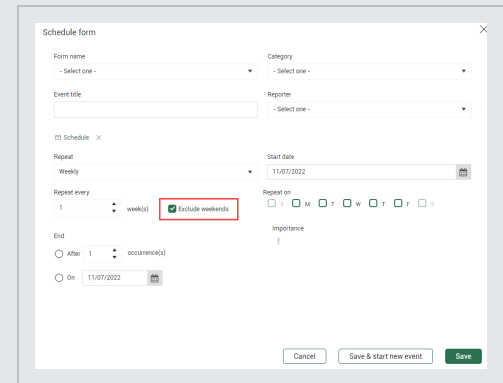 Schedule form
Form name
Category
- Select one -
- Select one -
Event title
Reporter
- Select one -
Schedule
Repeat
Start date
Weekly
11/07/2022
Repeat every
Repeat on
1 week(s) Exclude weekends
S M T W T F S
Importance
End
After 1 occurrence(s)
On 11/07/2022
Cancel Save & start new event Save